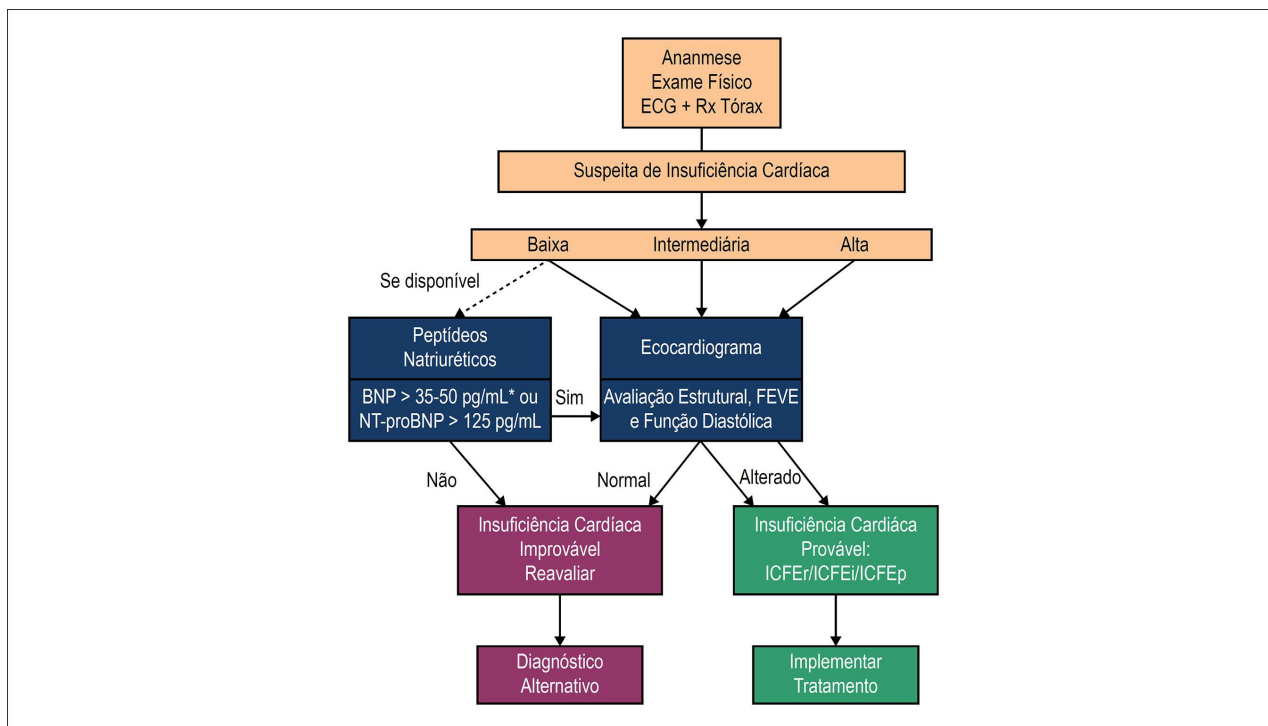 Ananmese
Exame Físico
ECG + Rx Tórax
Suspeita de Insuficiência Cardíaca
Baixa Intermediária Alta
Se disponível
Peptídeos
Natriuréticos
BNP > 35-50 pg/mL* ou
NT-proBNP > 125 pg/mL
Sim
Ecocardiograma
Avaliação Estrutural, FEVE
e Função Diastólica
Não
Normal
Alterado
Insuficiência Cardíaca
Improvável
Reavaliar
Insuficiência Cardiáca
Provável:
ICFEr/ICFEi/ICFEp
Diagnóstico
Alternativo
Implementar
Tratamento